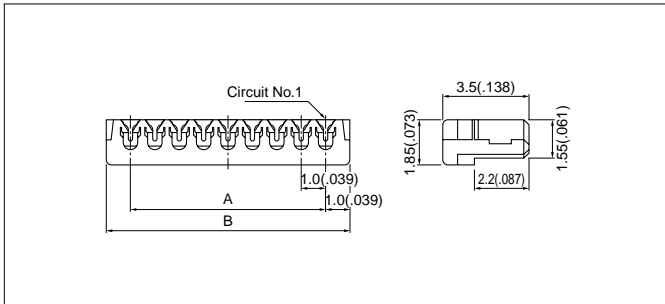 Circuit No.1
3.5(.138)
1.85(.073)
1.55(.061)
2.2(.087)
1.0(.039)
A
1.0(.039)
B